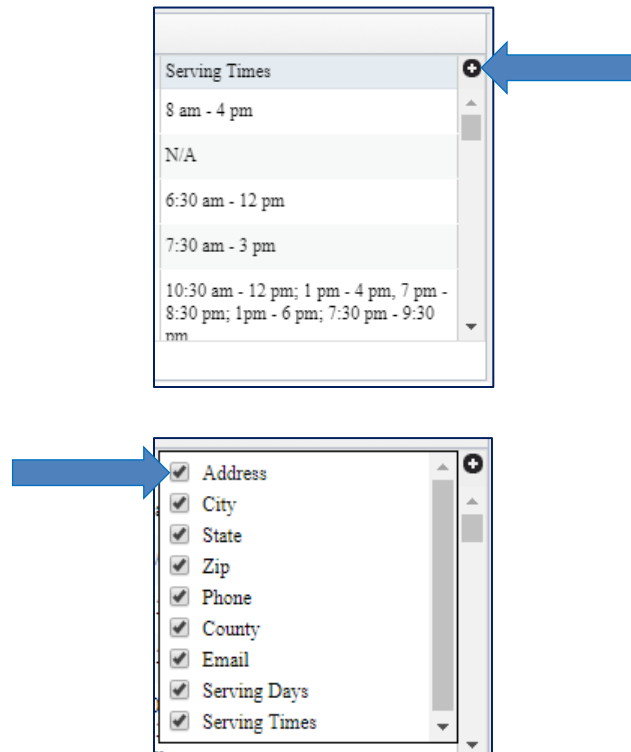 Serving Times
8 am - 4 pm
N/A
6:30 am - 12 pm
7:30 am - 3 pm
10:30 am - 12 pm; 1 pm - 4 pm, 7 pm -
8:30 pm; 1pm - 6 pm; 7:30 pm - 9:30
pm
Address
City
State
Zip
Phone
County
Email
Serving Days
Serving Times